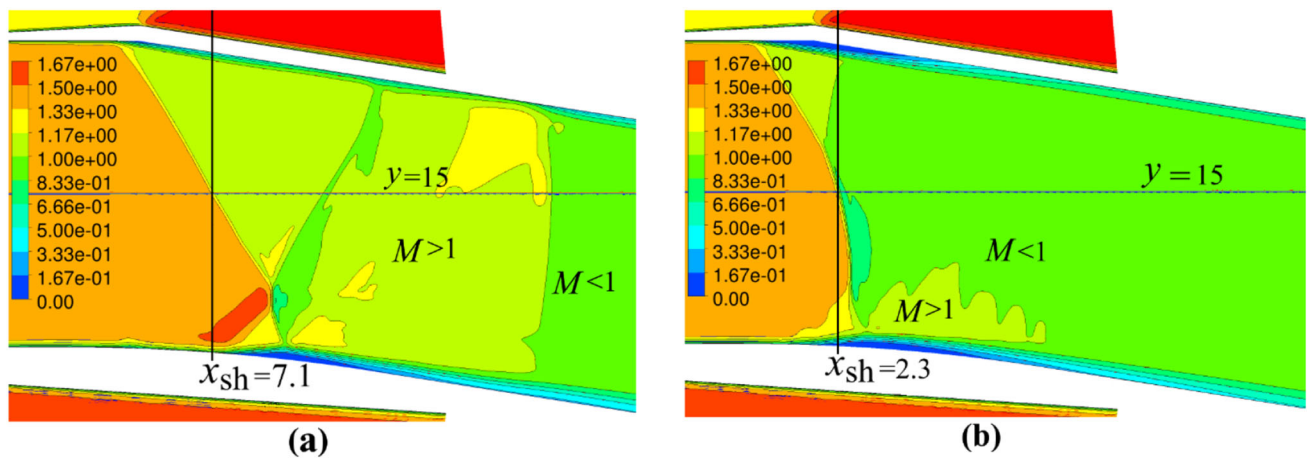 1.67e+00
1.50e+00
1.33e+00
1.17e+00
1.00e+00
8.33e-01
6.66e-01
5.00e-01
3.33e-01
1.67e-01
0.00
y=15
M>1
M<1
xsh=7.1
(a)
1.67e+00
1.50e+00
1.33e+00
1.17e+00
1.00e+00
8.33e-01
6.66e-01
5.00e-01
3.33e-01
1.67e-01
0.00
y = 15
M<1
M>1
xsh=2.3
(b)